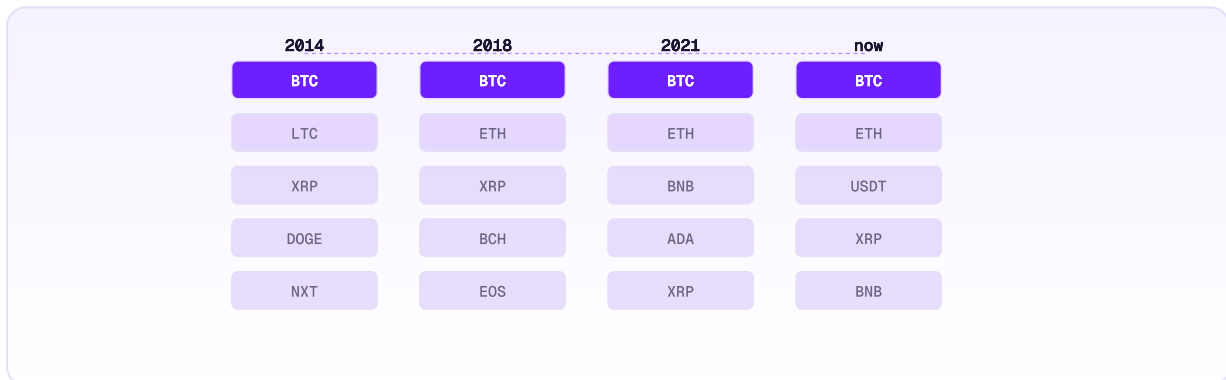 2014 2018 2021 now
BTC BTC BTC BTC
LTC ETH ETH ETH
XRP XRP BNB USDT
DOGE BCH ADA XRP
NXT EOS XRP BNB